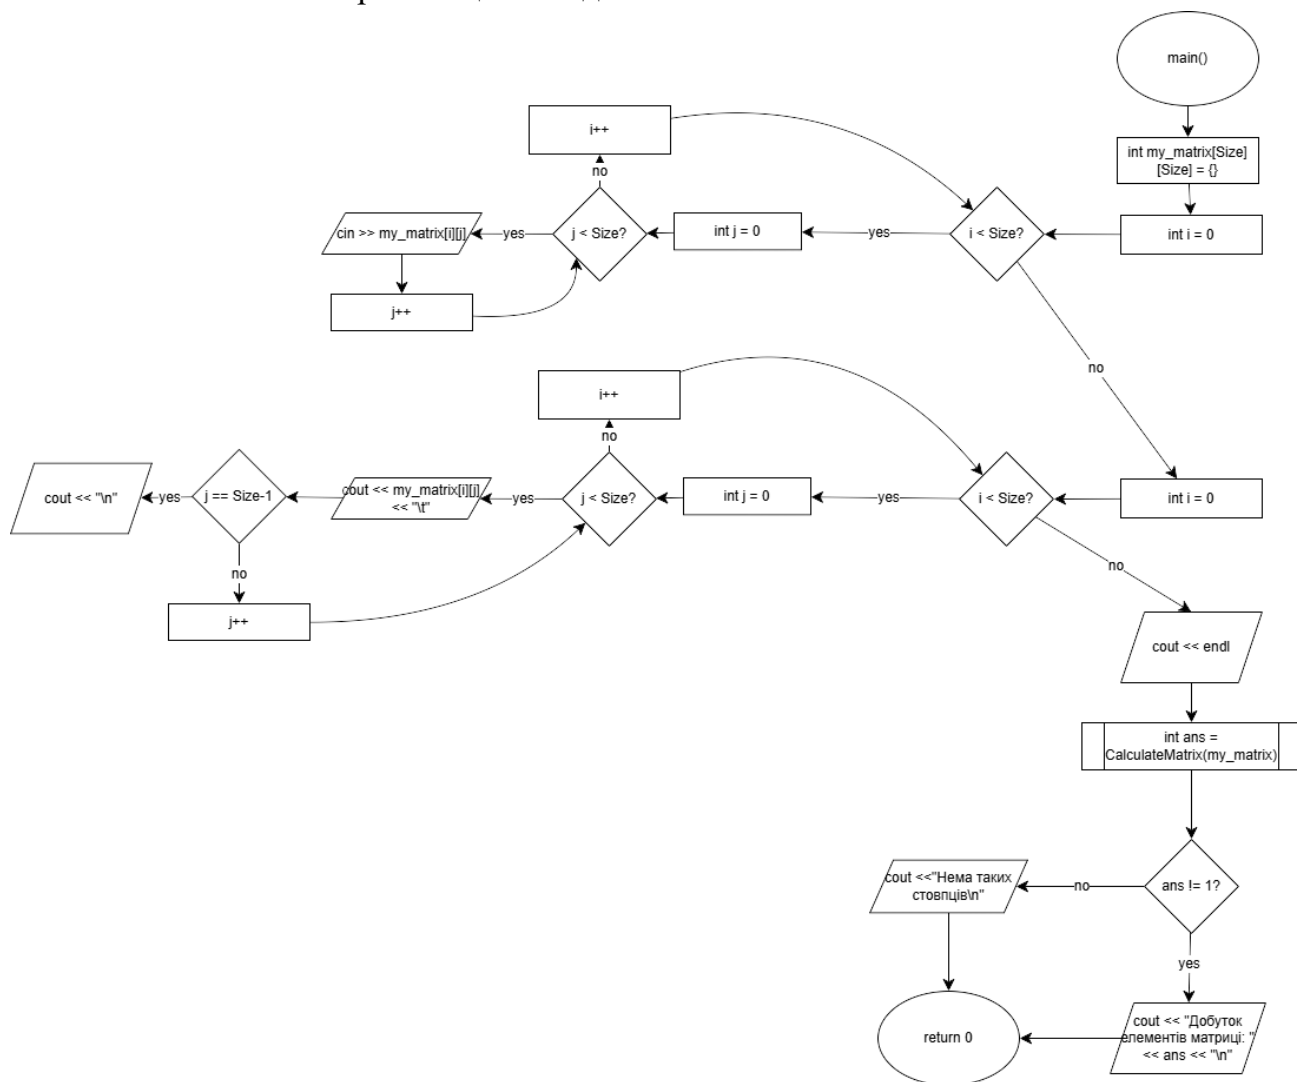 main()
int my_matrix[Size]
[Size] = {}
int i = 0
i < Size?
yes
int j = 0
j < Size?
no
i++
yes
cin >> my_matrix[i][j]
j++
no
int i = 0
i < Size?
yes
int j = 0
j < Size?
no
i++
yes
cout << my_matrix[i][j]
<< "\t"
j == Size-1
yes
cout << "\n"
no
j++
no
cout << endl
int ans =
CalculateMatrix(my_matrix)
ans != 1?
no
cout <<"Нема таких
стовпців\n"
yes
cout << "Добуток
елементів матриці: "
<< ans << "\n"
return 0